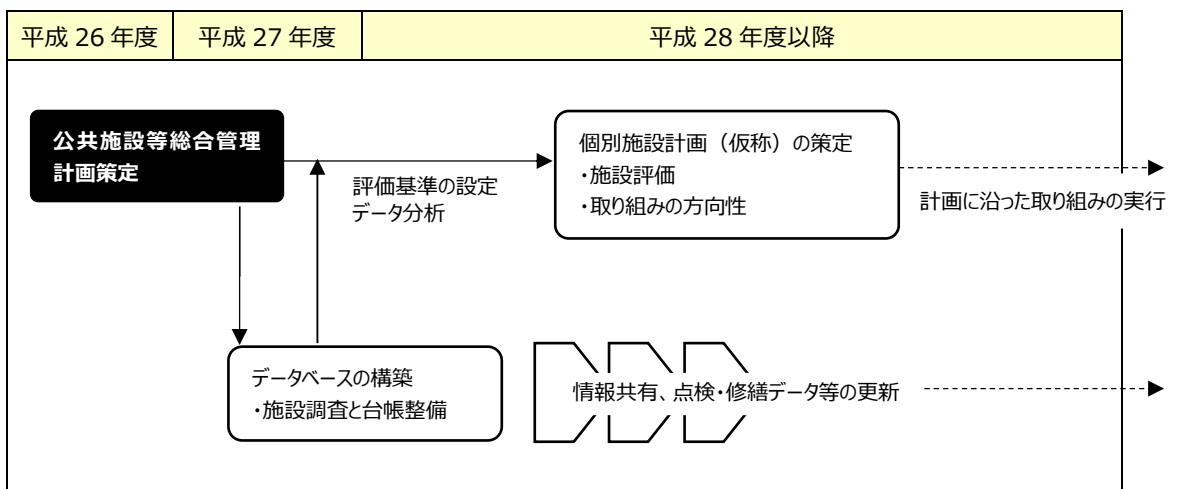 平成 26 年度
平成 27 年度
平成 28 年度以降
公共施設等総合管理
計画策定
評価基準の設定
データ分析
個別施設計画（仮称）の策定
・施設評価
・取り組みの方向性
計画に沿った取り組みの実行
データベースの構築
・施設調査と台帳整備
情報共有、点検・修繕データ等の更新